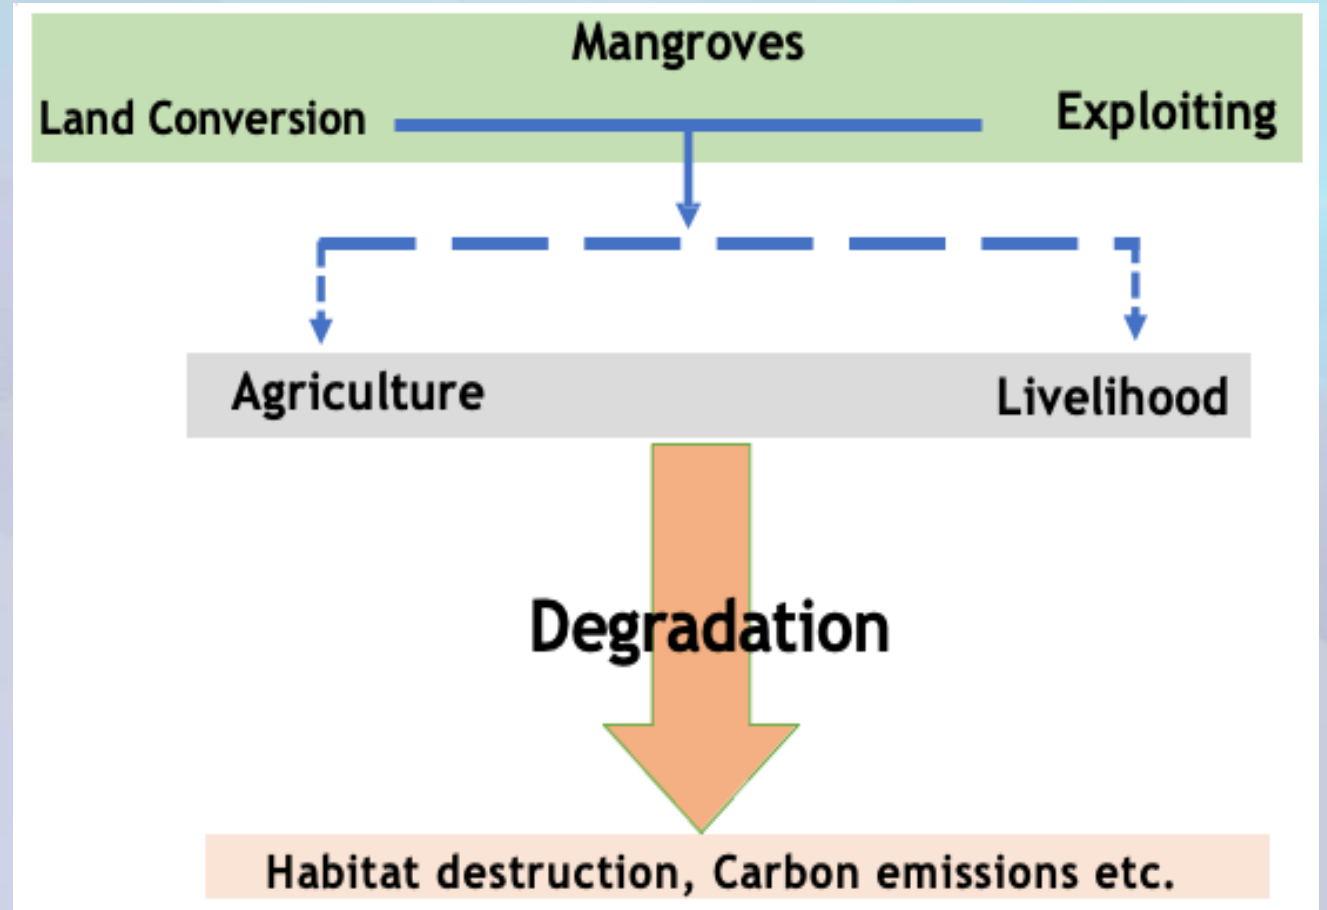 Mangroves
Land Conversion Exploiting
Agriculture Livelihood
Degradation
Habitat destruction, Carbon emissions etc.